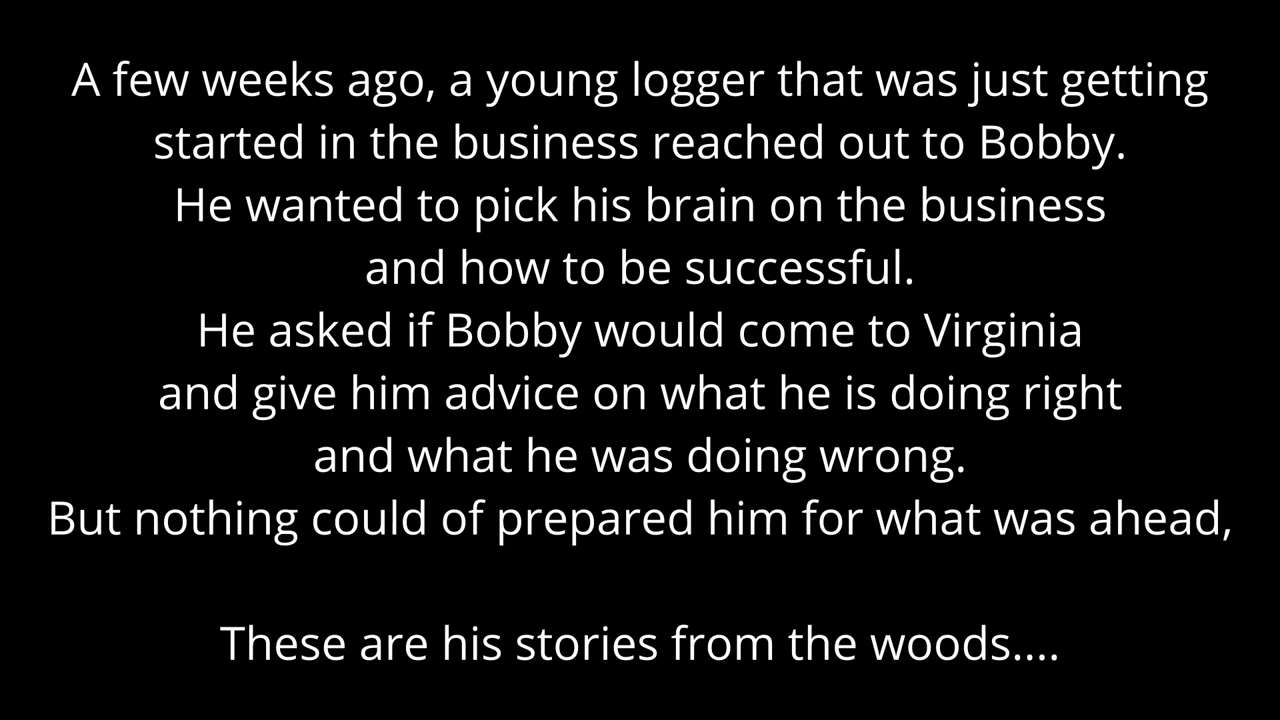 A few weeks ago, a young logger that was just getting
started in the business reached out to Bobby.
He wanted to pick his brain on the business
and how to be successful.
He asked if Bobby would come to Virginia
and give him advice on what he is doing right
and what he was doing wrong.
But nothing could of prepared him for what was ahead,
These are his stories from the woods....